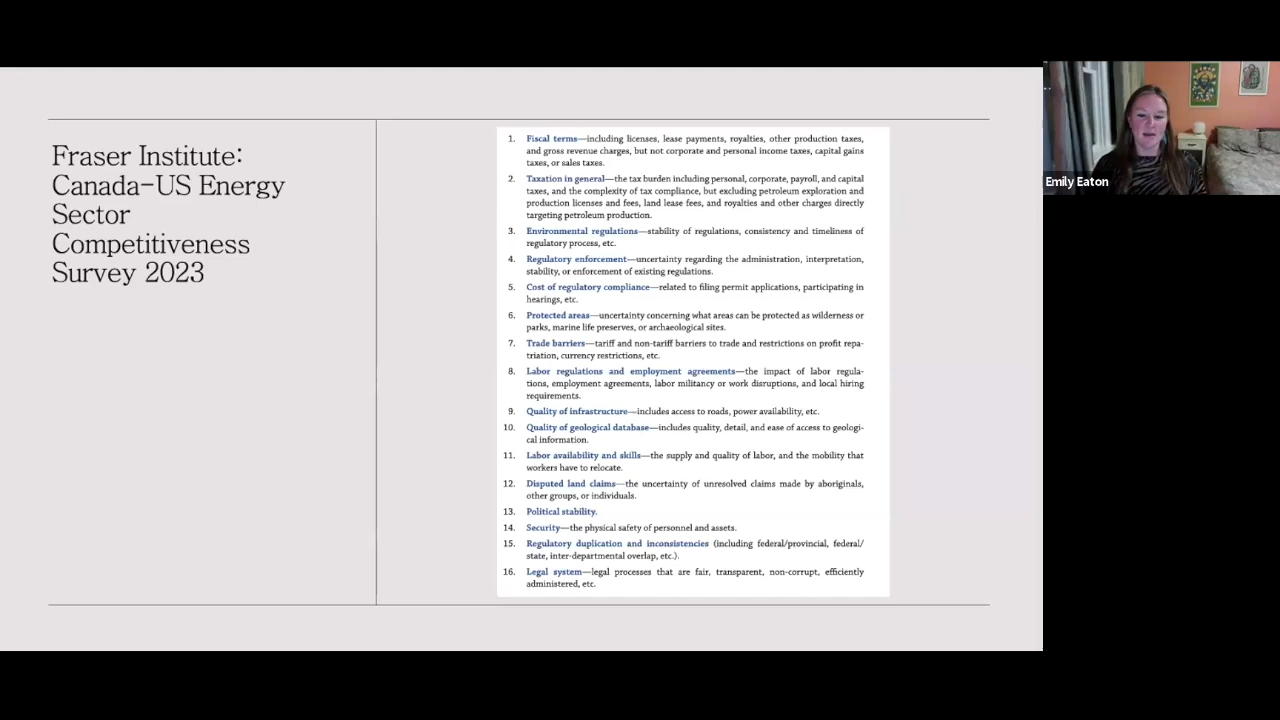 Fraser Institute:
Canada-US Energy
Sector
Competitiveness
Survey 2023
1. Fiscal terms—including licenses, lease payments, royalties, other production taxes,
and gross revenue charges, but not corporate and personal income taxes, capital gains
taxes, or sales taxes.
2. Taxation in general—the tax burden including personal, corporate, payroll, and capital
taxes, and the complexity of tax compliance, but excluding petroleum exploration and
production licenses and fees, land lease fees, and royalties and other charges directly
targeting petroleum production.
3. Environmental regulations—stability of regulations, consistency and timeliness of
regulatory process, etc.
4. Regulatory enforcement—uncertainty regarding the administration, interpretation,
stability, or enforcement of existing regulations.
5. Cost of regulatory compliance—related to filing permit applications, participating in
hearings, etc.
6. Protected areas—uncertainty concerning what areas can be protected as wilderness or
parks, marine life preserves, or archaeological sites.
7. Trade barriers—tariff and non-tariff barriers to trade and restrictions on profit repa-
triation, currency restrictions, etc.
8. Labor regulations and employment agreements—the impact of labor regula-
tions, employment agreements, labor militancy or work disruptions, and local hiring
requirements.
9. Quality of infrastructure—includes access to roads, power availability, etc.
10. Quality of geological database—includes quality, detail, and ease of access to geologi-
cal information.
11. Labor availability and skills—the supply and quality of labor, and the mobility that
workers have to relocate.
12. Disputed land claims—the uncertainty of unresolved claims made by aboriginals,
other groups, or individuals.
13. Political stability.
14. Security—the physical safety of personnel and assets.
15. Regulatory duplication and inconsistencies (including federal/provincial, federal/
state, inter-departmental overlap, etc.).
16. Legal system—legal processes that are fair, transparent, non-corrupt, efficiently
administered, etc.
Emily Eaton